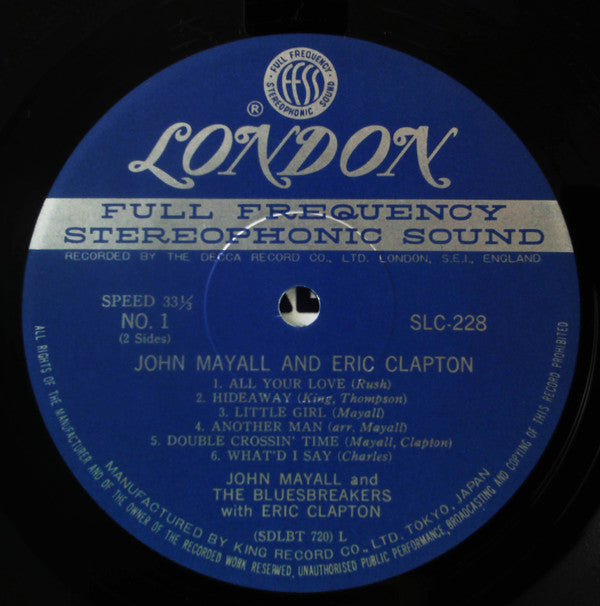 FULL FREQUENCY
ffss
STEREOPHONIC SOUND
®
LONDON
FULL FREQUENCY
STEREOPHONIC SOUND
RECORDED BY THE DECCA RECORD CO., LTD. LONDON, S.E.I., ENGLAND
SPEED 33⅓
NO. 1
(2 Sides)
SLC-228
JOHN MAYALL AND ERIC CLAPTON
1. ALL YOUR LOVE (Rush)
2. HIDEAWAY (King, Thompson)
3. LITTLE GIRL (Mayall)
4. ANOTHER MAN (arr. Mayall)
5. DOUBLE CROSSIN' TIME (Mayall, Clapton)
6. WHAT'D I SAY (Charles)
JOHN MAYALL and
THE BLUESBREAKERS
with ERIC CLAPTON
(SDLBT 720) L
MANUFACTURED BY KING RECORD CO., LTD. TOKYO, JAPAN
ALL RIGHTS OF THE MANUFACTURER AND OF THE OWNER OF THE RECORDED WORK RESERVED, UNAUTHORISED PUBLIC PERFORMANCE, BROADCASTING AND COPYING OF THIS RECORD PROHIBITED